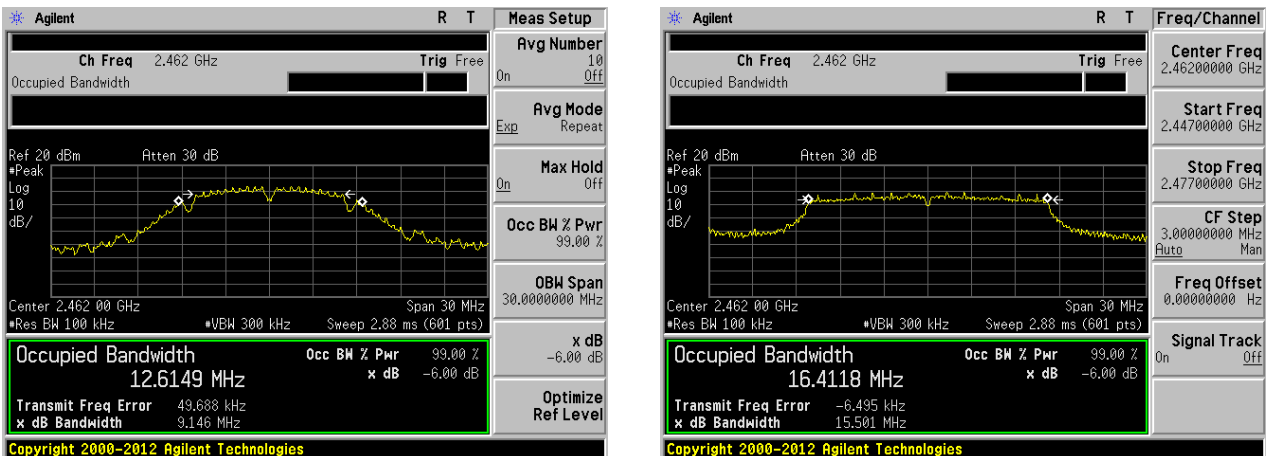 Agilent R T Meas Setup
Ch Freq 2.462 GHz Trig Free
Occupied Bandwidth
Avg Number
10
On Off
Avg Mode
Exp Repeat
Max Hold
On Off
Occ BW % Pwr
99.00 %
OBW Span
30.0000000 MHz
x dB
-6.00 dB
Optimize
Ref Level
Ref 20 dBm Atten 30 dB
#Peak
Log
10
dB/
Center 2.462 00 GHz Span 30 MHz
#Res BW 100 kHz #VBW 300 kHz Sweep 2.88 ms (601 pts)
Occupied Bandwidth Occ BW % Pwr 99.00 %
12.6149 MHz x dB -6.00 dB
Transmit Freq Error 49.688 kHz
x dB Bandwidth 9.146 MHz
Copyright 2000-2012 Agilent Technologies
Agilent R T Freq/Channel
Ch Freq 2.462 GHz Trig Free
Occupied Bandwidth
Center Freq
2.46200000 GHz
Start Freq
2.44700000 GHz
Stop Freq
2.47700000 GHz
CF Step
3.00000000 MHz
Auto Man
Freq Offset
0.00000000 Hz
Signal Track
On Off
Ref 20 dBm Atten 30 dB
#Peak
Log
10
dB/
Center 2.462 00 GHz Span 30 MHz
#Res BW 100 kHz #VBW 300 kHz Sweep 2.88 ms (601 pts)
Occupied Bandwidth Occ BW % Pwr 99.00 %
16.4118 MHz x dB -6.00 dB
Transmit Freq Error -6.495 kHz
x dB Bandwidth 15.501 MHz
Copyright 2000-2012 Agilent Technologies